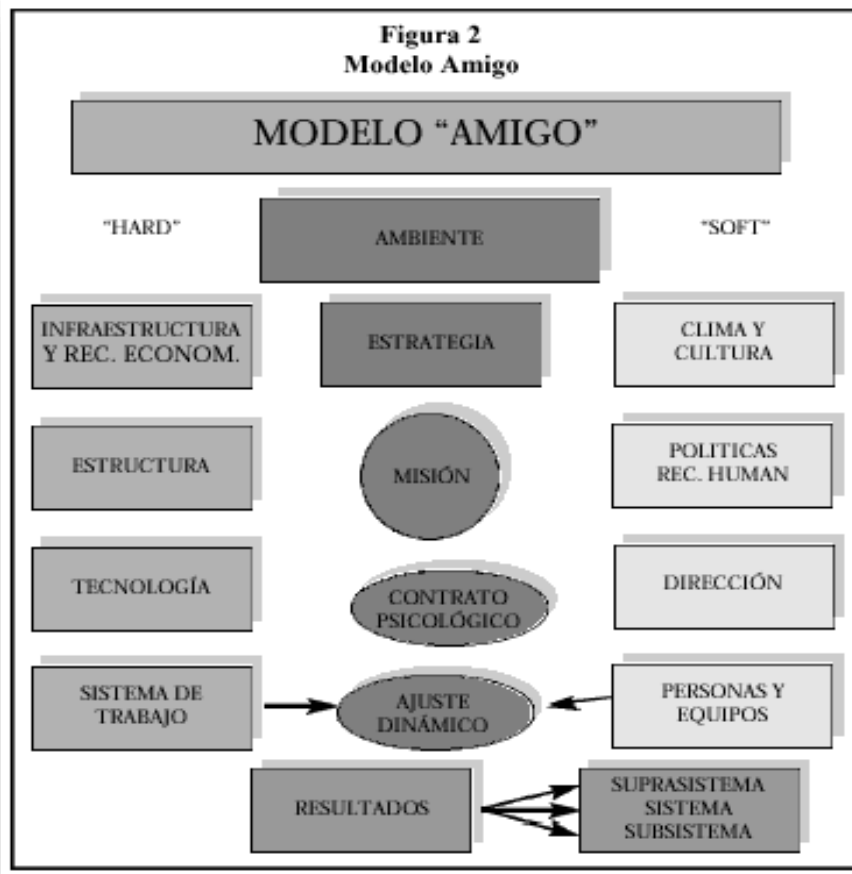 Figura 2
Modelo Amigo
MODELO “AMIGO”
“HARD”
AMBIENTE
“SOFT”
INFRAESTRUCTURA
Y REC. ECONOM.
ESTRATEGIA
CLIMA Y
CULTURA
ESTRUCTURA
MISIÓN
POLITICAS
REC. HUMAN
TECNOLOGÍA
CONTRATO
PSICOLÓGICO
DIRECCIÓN
SISTEMA DE
TRABAJO
AJUSTE
DINÁMICO
PERSONAS Y
EQUIPOS
RESULTADOS
SUPRASISTEMA
SISTEMA
SUBSISTEMA